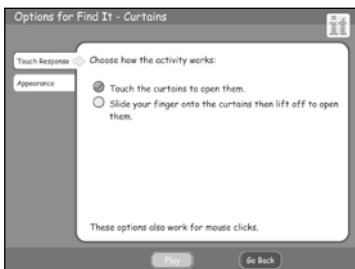 Options for Find It - Curtains
Touch Response
Appearance
Choose how the activity works:
Touch the curtains to open them.
Slide your finger onto the curtains then lift off to open
them.
These options also work for mouse clicks.
Play
Go Back